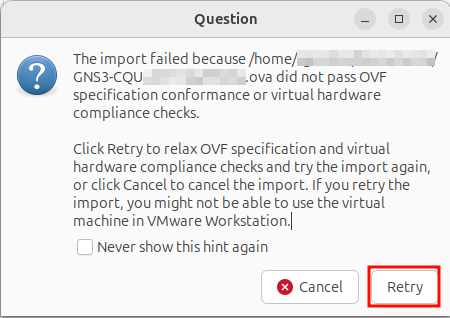 Question
The import failed because /home/ /
GNS3-CQU .ova did not pass OVF
specification conformance or virtual hardware
compliance checks.
Click Retry to relax OVF specification and virtual
hardware compliance checks and try the import again,
or click Cancel to cancel the import. If you retry the
import, you might not be able to use the virtual
machine in VMware Workstation.
Never show this hint again
Cancel
Retry